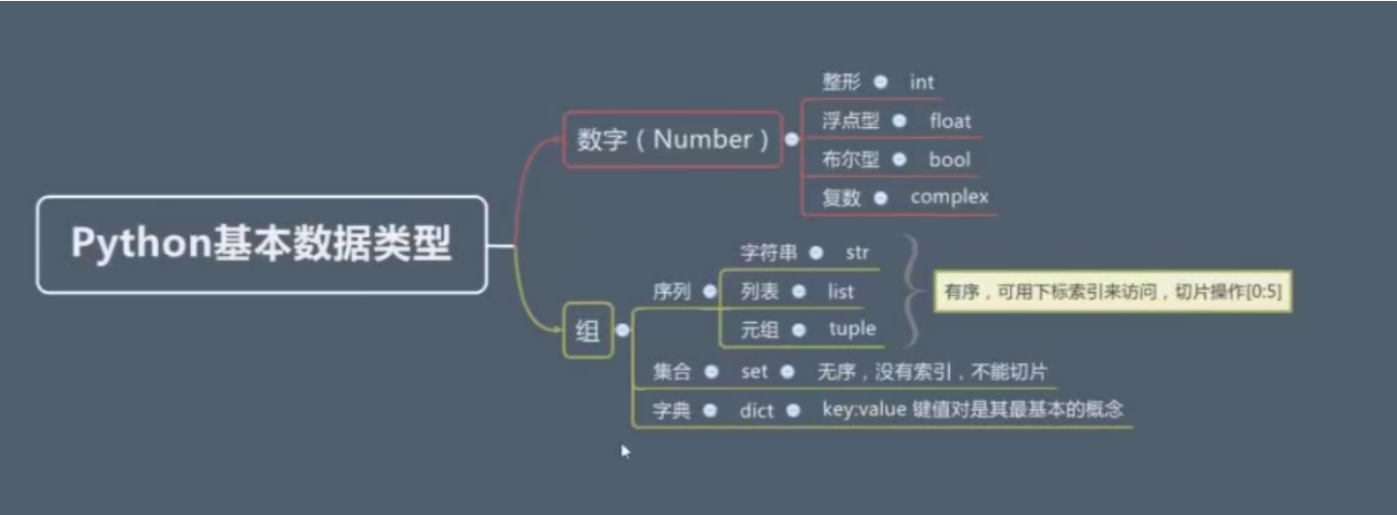 Python基本数据类型
数字（Number）
整形 int
浮点型 float
布尔型 bool
复数 complex
组
序列
字符串 str
列表 list
元组 tuple
有序，可用下标索引来访问，切片操作[0:5]
集合 set 无序，没有索引，不能切片
字典 dict key:value 键值对是其最基本的概念